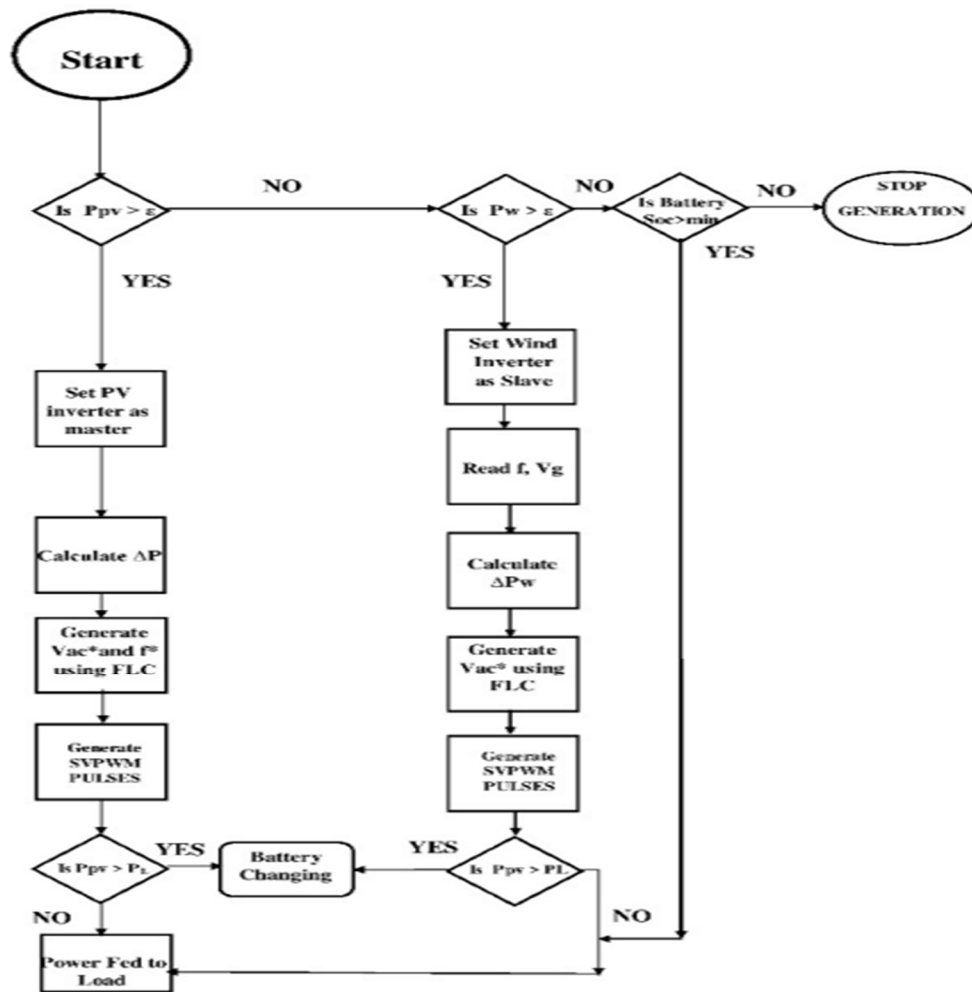 Start
Is Ppv > ε
NO
Is Pw > ε
NO
Is Battery
Soc>min
NO
STOP
GENERATION
YES
YES
YES
Set PV
inverter as
master
Set Wind
Inverter
as Slave
Read f, Vg
Calculate ΔP
Calculate
ΔPw
Generate
Vac*and f*
using FLC
Generate
Vac* using
FLC
Generate
SVPWM
PULSES
Generate
SVPWM
PULSES
Is Ppv > PL
YES
Battery
Changing
YES
Is Ppv > PL
NO
NO
Power Fed to
Load